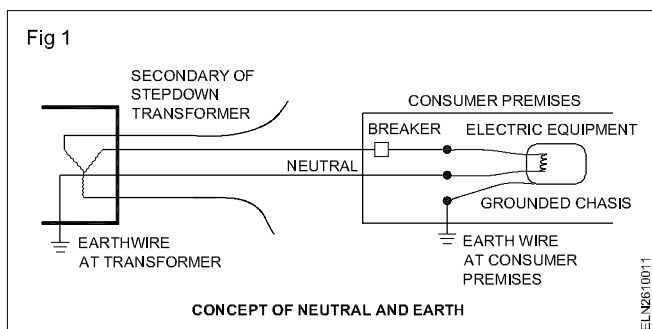 Fig 1
SECONDARY OF
STEPDOWN
TRANSFORMER
CONSUMER PREMISES
BREAKER
ELECTRIC EQUIPMENT
NEUTRAL
GROUNDED CHASIS
EARTHWIRE
AT TRANSFORMER
EARTH WIRE
AT CONSUMER
PREMISES
CONCEPT OF NEUTRAL AND EARTH
ELN2610011